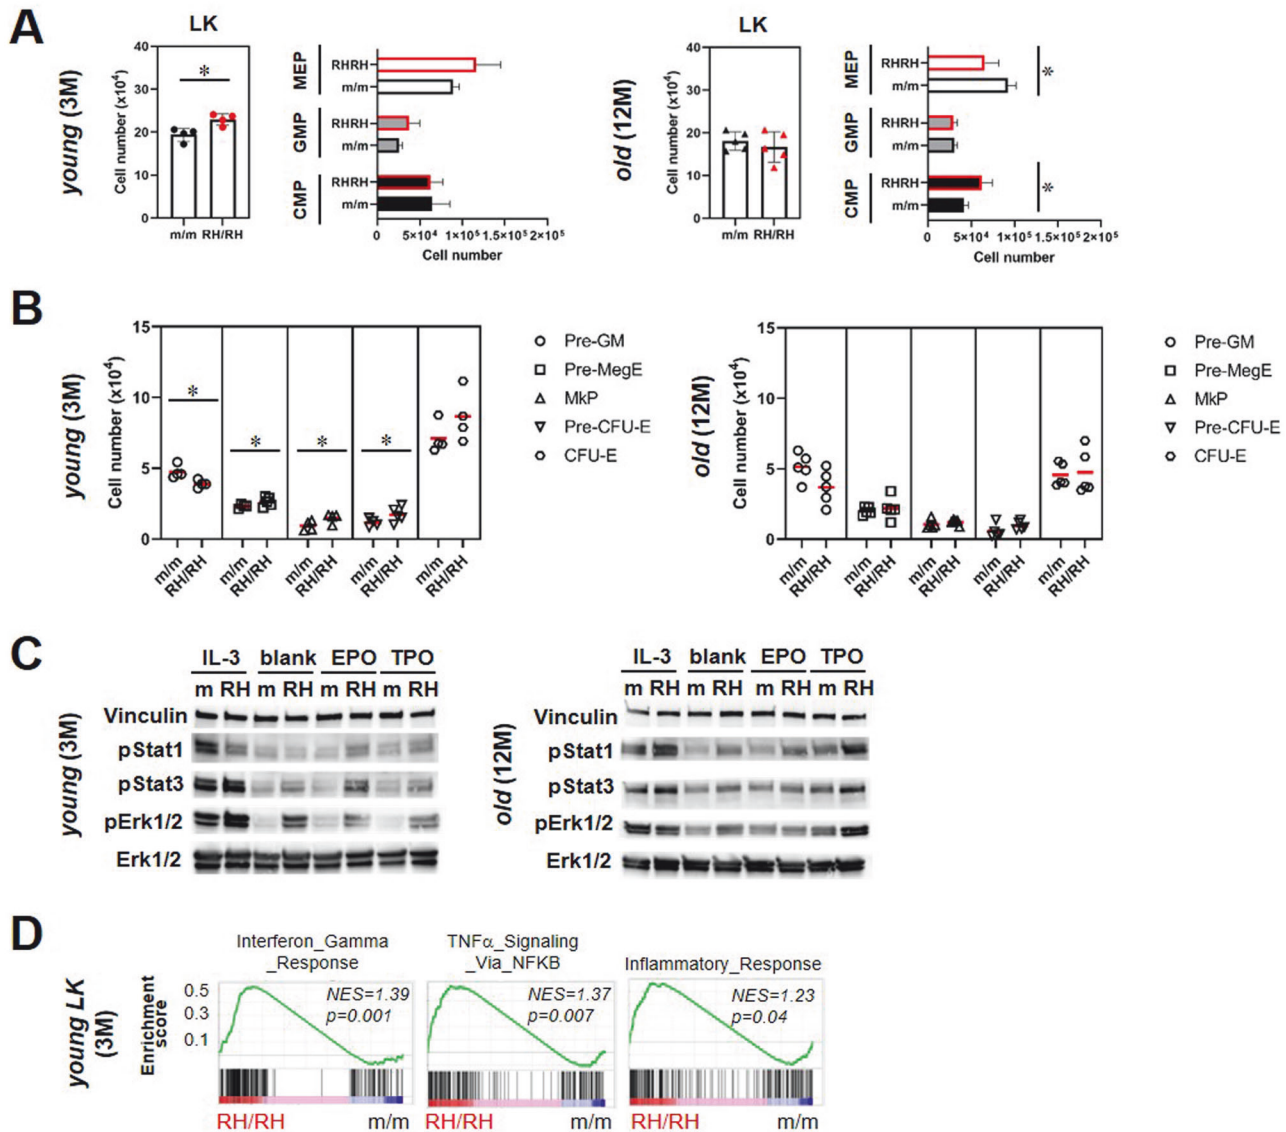 A
young (3M)
LK
Cell number (x10⁴)
40
30
20
10
0
*
m/m RH/RH
MEP
RHRH
m/m
GMP
RHRH
m/m
CMP
RHRH
m/m
0 5×10⁴ 1×10⁵ 1.5×10⁵ 2×10⁵
Cell number
old (12M)
LK
Cell number (x10⁴)
40
30
20
10
0
m/m RH/RH
MEP
RHRH
m/m
*
GMP
RHRH
m/m
CMP
RHRH
m/m
*
0 5×10⁴ 1×10⁵ 1.5×10⁵ 2×10⁵
Cell number
B
young (3M)
Cell number (x10⁴)
15
10
5
0
* * * *
m/m RH/RH m/m RH/RH m/m RH/RH m/m RH/RH m/m RH/RH
Pre-GM
Pre-MegE
MkP
Pre-CFU-E
CFU-E
old (12M)
Cell number (x10⁴)
15
10
5
0
m/m RH/RH m/m RH/RH m/m RH/RH m/m RH/RH m/m RH/RH
Pre-GM
Pre-MegE
MkP
Pre-CFU-E
CFU-E
C
young (3M)
IL-3 blank EPO TPO
m RH m RH m RH m RH
Vinculin
pStat1
pStat3
pErk1/2
Erk1/2
old (12M)
IL-3 blank EPO TPO
m RH m RH m RH m RH
Vinculin
pStat1
pStat3
pErk1/2
Erk1/2
D
young LK
(3M)
Enrichment
score
0.5
0.3
0.1
Interferon_Gamma
_Response
NES=1.39
p=0.001
RH/RH m/m
TNFα_Signaling
_Via_NFKB
NES=1.37
p=0.007
RH/RH m/m
Inflammatory_Response
NES=1.23
p=0.04
RH/RH m/m